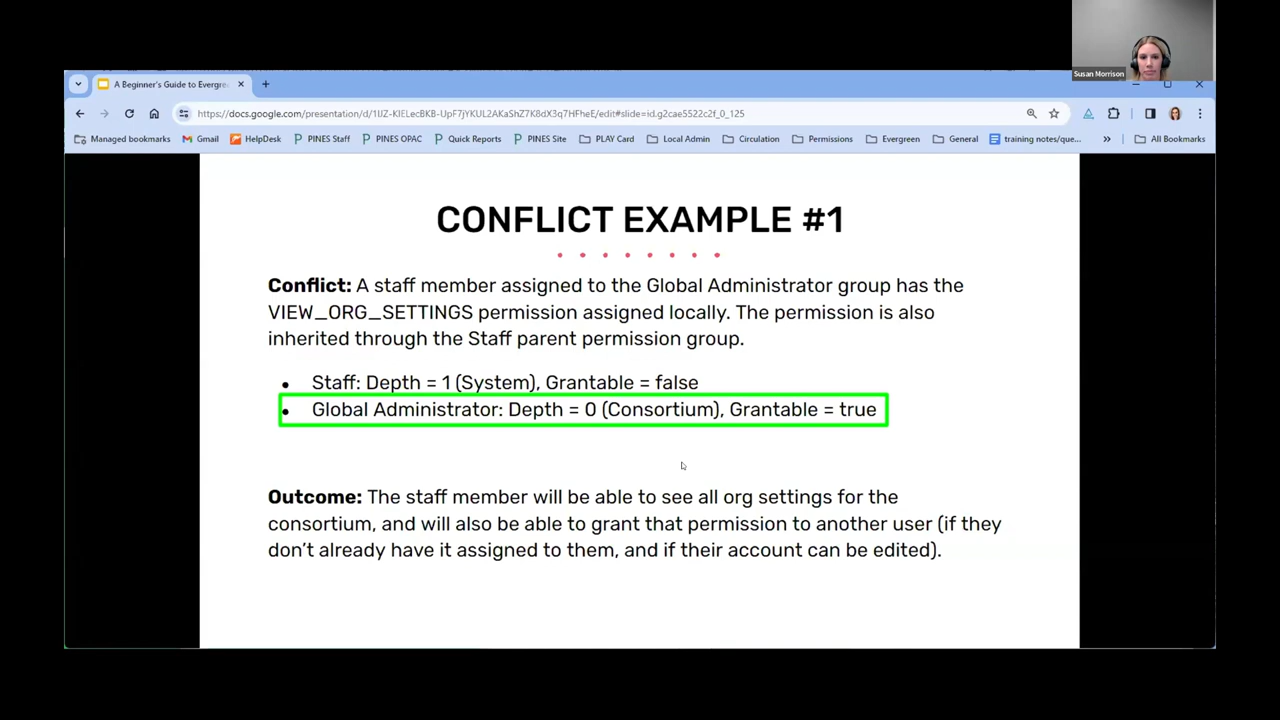 Susan Morrison
A Beginner's Guide to Evergre
https://docs.google.com/presentation/d/1IJZ-KIELecBKB-UpF7jYKUL2AKaShZ7K8dX3q7HFheE/edit#slide=id.g2cae5522c2f_0_125
Managed bookmarks Gmail HelpDesk PINES Staff PINES OPAC Quick Reports PINES Site PLAY Card Local Admin Circulation Permissions Evergreen General training notes/que... All Bookmarks
CONFLICT EXAMPLE #1
Conflict: A staff member assigned to the Global Administrator group has the
VIEW_ORG_SETTINGS permission assigned locally. The permission is also
inherited through the Staff parent permission group.
• Staff: Depth = 1 (System), Grantable = false
• Global Administrator: Depth = 0 (Consortium), Grantable = true
Outcome: The staff member will be able to see all org settings for the
consortium, and will also be able to grant that permission to another user (if they
don't already have it assigned to them, and if their account can be edited).